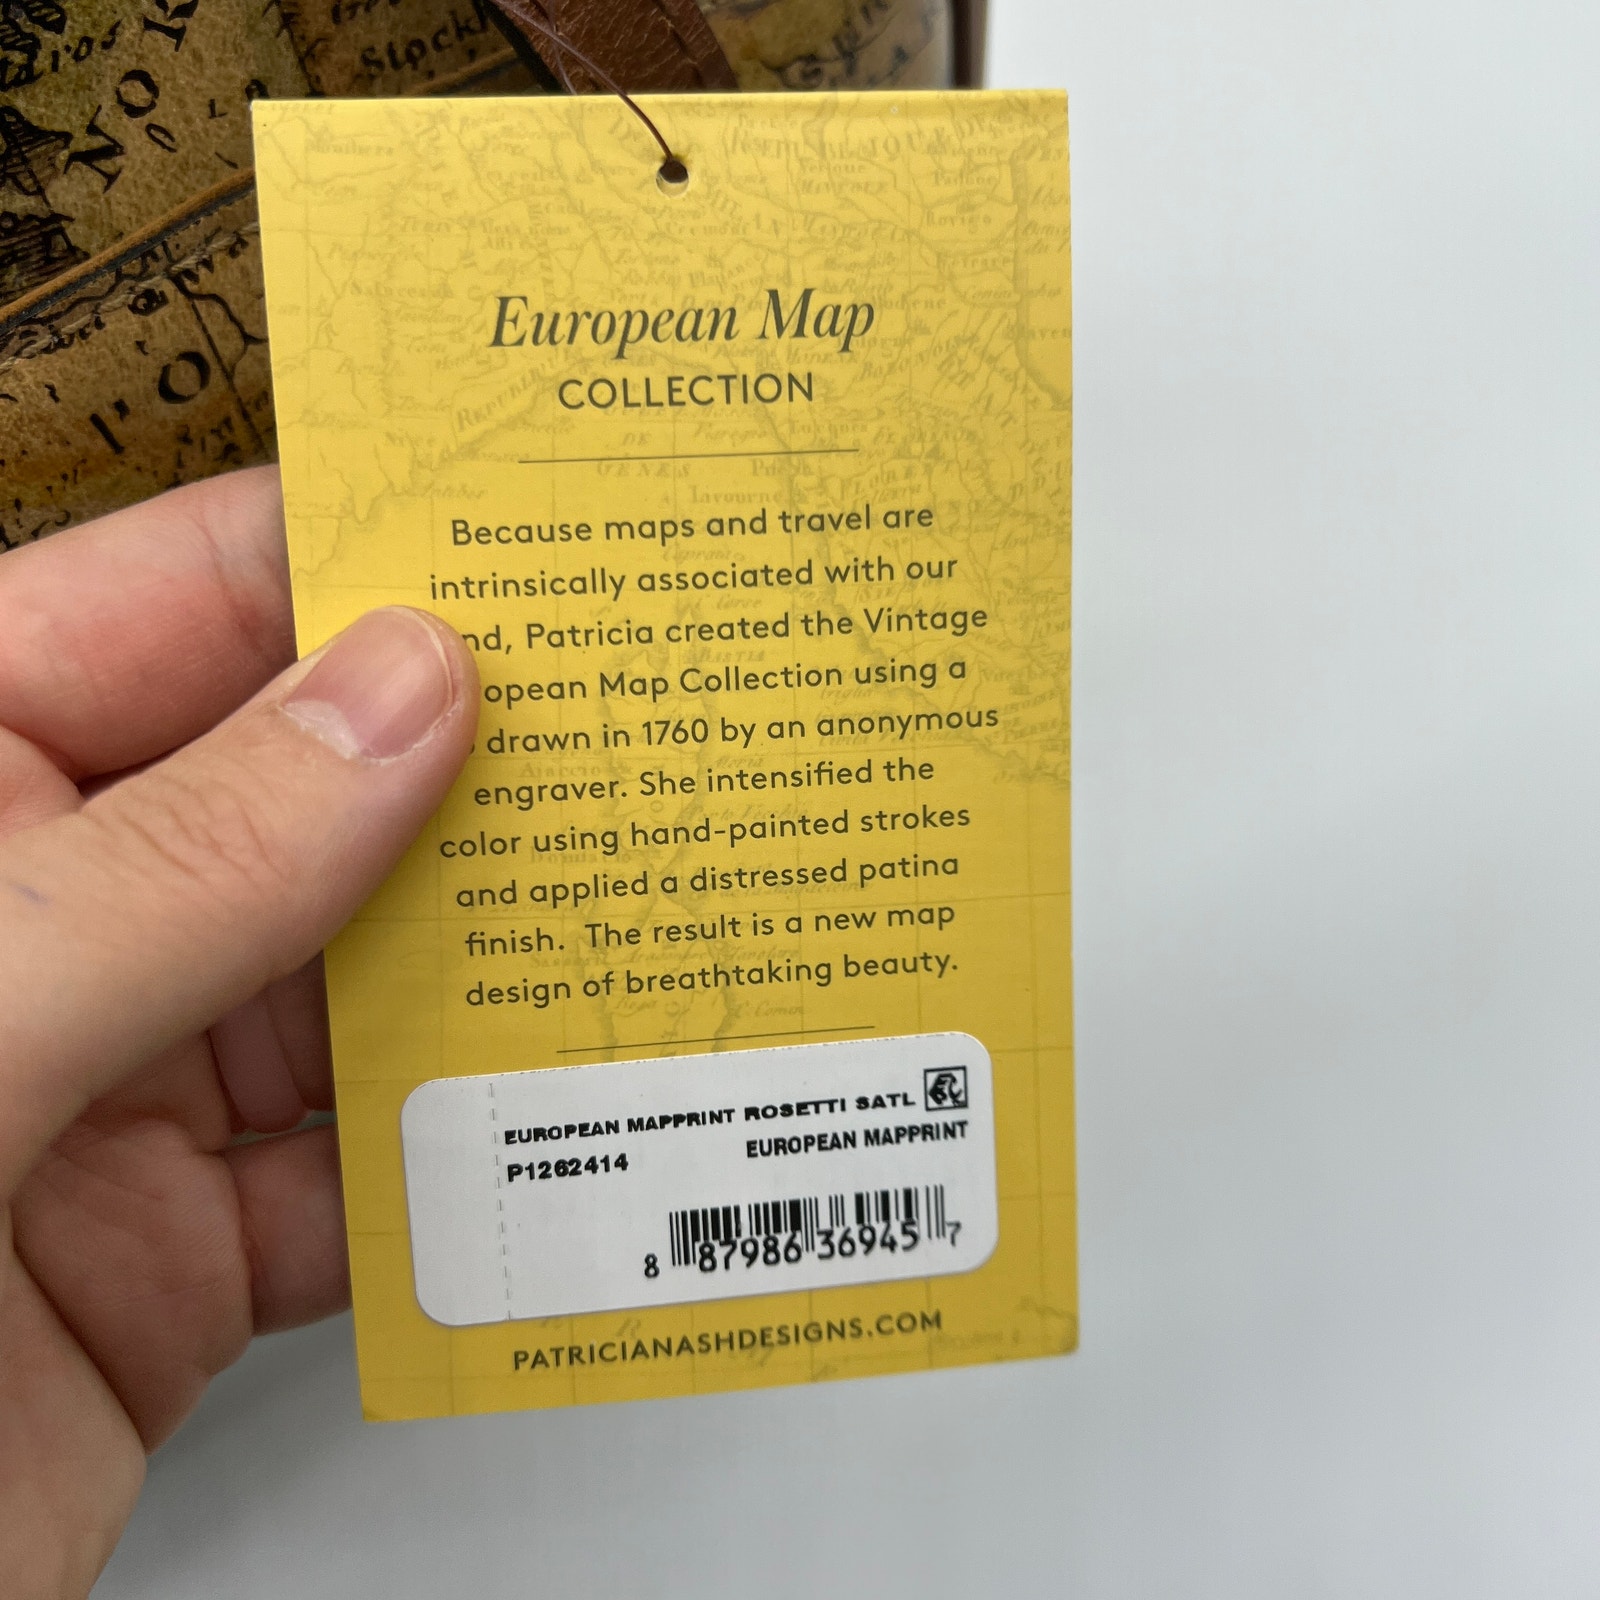 Stock
NO
L'O
European Map
COLLECTION
Because maps and travel are
intrinsically associated with our
nd, Patricia created the Vintage
opean Map Collection using a
drawn in 1760 by an anonymous
engraver. She intensified the
color using hand-painted strokes
and applied a distressed patina
finish. The result is a new map
design of breathtaking beauty.
EUROPEAN MAPPRINT ROSETTI SATL
P1262414 EUROPEAN MAPPRINT
8 87986 36945 7
PATRICIANASHDESIGNS.COM